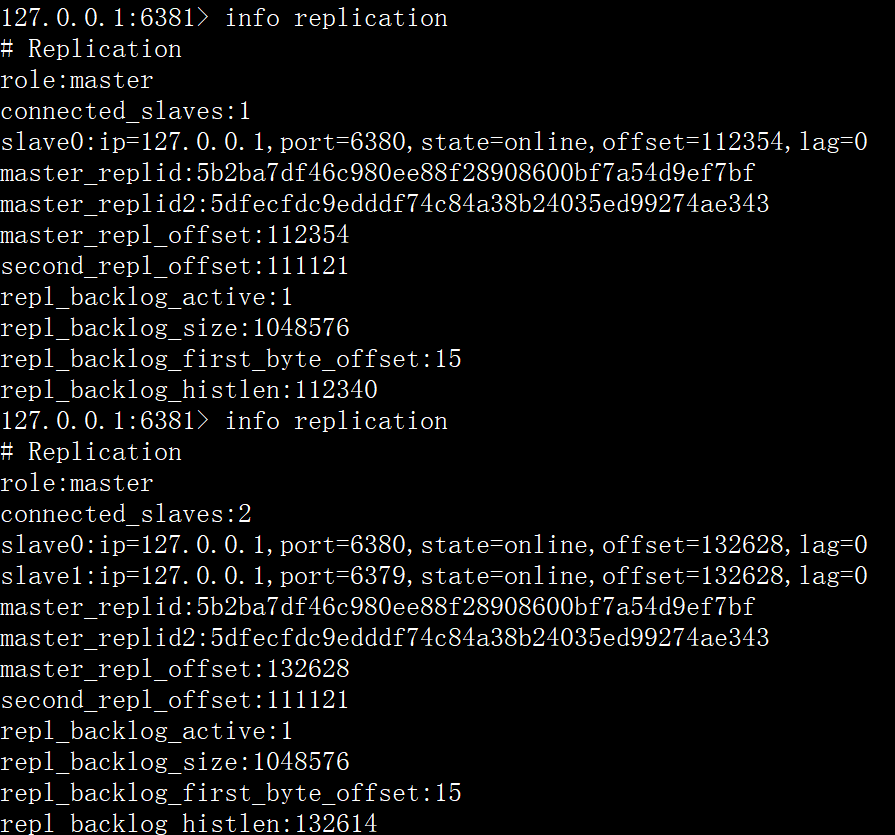 127.0.0.1:6381> info replication
# Replication
role:master
connected_slaves:1
slave0:ip=127.0.0.1,port=6380,state=online,offset=112354,lag=0
master_replid:5b2ba7df46c980ee88f28908600bf7a54d9ef7bf
master_replid2:5dfecfdc9edddf74c84a38b24035ed99274ae343
master_repl_offset:112354
second_repl_offset:111121
repl_backlog_active:1
repl_backlog_size:1048576
repl_backlog_first_byte_offset:15
repl_backlog_histlen:112340
127.0.0.1:6381> info replication
# Replication
role:master
connected_slaves:2
slave0:ip=127.0.0.1,port=6380,state=online,offset=132628,lag=0
slave1:ip=127.0.0.1,port=6379,state=online,offset=132628,lag=0
master_replid:5b2ba7df46c980ee88f28908600bf7a54d9ef7bf
master_replid2:5dfecfdc9edddf74c84a38b24035ed99274ae343
master_repl_offset:132628
second_repl_offset:111121
repl_backlog_active:1
repl_backlog_size:1048576
repl_backlog_first_byte_offset:15
repl_backlog_histlen:132614